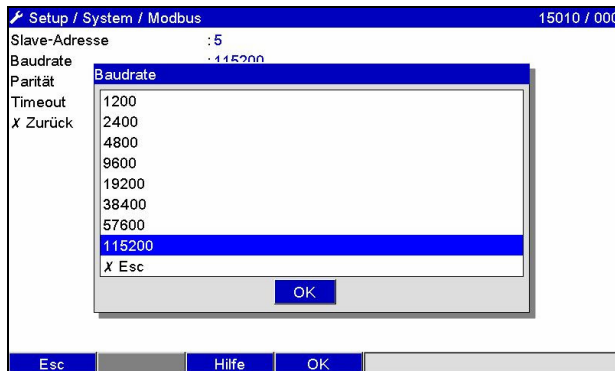 Setup / System / Modbus 15010 / 000
Slave-Adresse : 5
Baudrate : 115200
Parität
Timeout
X Zurück
Baudrate
1200
2400
4800
9600
19200
38400
57600
115200
X Esc
OK
Esc Hilfe OK